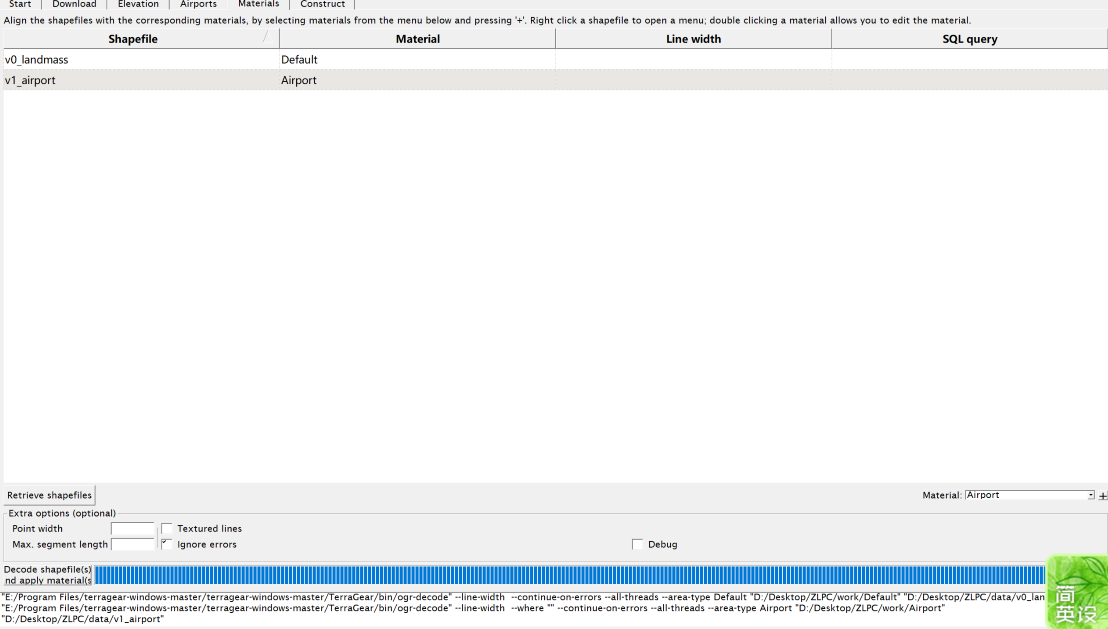 Start Download Elevation Airports Materials Construct
Align the shapefiles with the corresponding materials, by selecting materials from the menu below and pressing '+'. Right click a shapefile to open a menu; double clicking a material allows you to edit the material.
Shapefile Material Line width SQL query
v0_landmass Default
v1_airport Airport
Retrieve shapefiles Material: Airport +
Extra options (optional)
Point width Textured lines
Max. segment length Ignore errors Debug
Decode shapefile(s)
nd apply material(s
"E:/Program Files/terragear-windows-master/terragear-windows-master/TerraGear/bin/ogr-decode" --line-width --continue-on-errors --all-threads --area-type Default "D:/Desktop/ZLPC/work/Default" "D:/Desktop/ZLPC/data/v0_lan
"E:/Program Files/terragear-windows-master/terragear-windows-master/TerraGear/bin/ogr-decode" --line-width --where "" --continue-on-errors --all-threads --area-type Airport "D:/Desktop/ZLPC/work/Airport"
"D:/Desktop/ZLPC/data/v1_airport"
简
英设